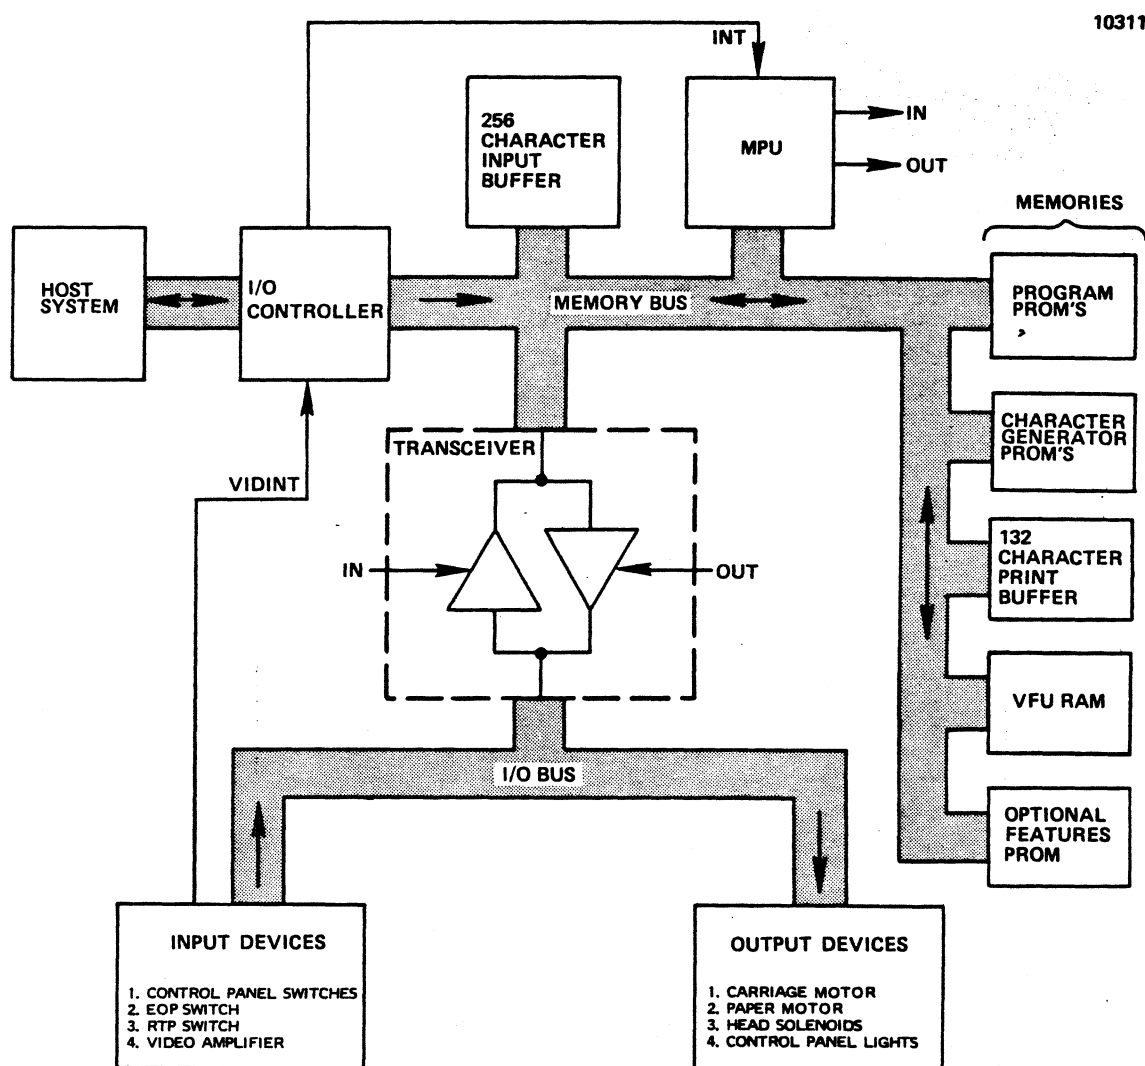 10311
INT
256
CHARACTER
INPUT
BUFFER
MPU
IN
OUT
MEMORIES
HOST
SYSTEM
I/O
CONTROLLER
MEMORY BUS
PROGRAM
PROM'S
TRANSCEIVER
CHARACTER
GENERATOR
PROM'S
VIDINT
132
CHARACTER
PRINT
BUFFER
IN
OUT
VFU RAM
I/O BUS
OPTIONAL
FEATURES
PROM
INPUT DEVICES
1. CONTROL PANEL SWITCHES
2. EOP SWITCH
3. RTP SWITCH
4. VIDEO AMPLIFIER
OUTPUT DEVICES
1. CARRIAGE MOTOR
2. PAPER MOTOR
3. HEAD SOLENOIDS
4. CONTROL PANEL LIGHTS